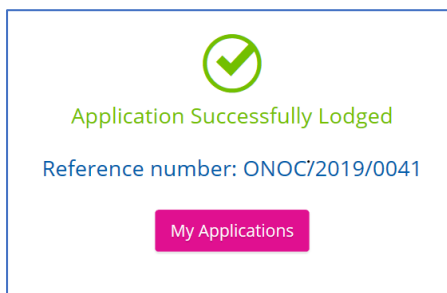 Application Successfully Lodged
Reference number: ONOC/2019/0041
My Applications